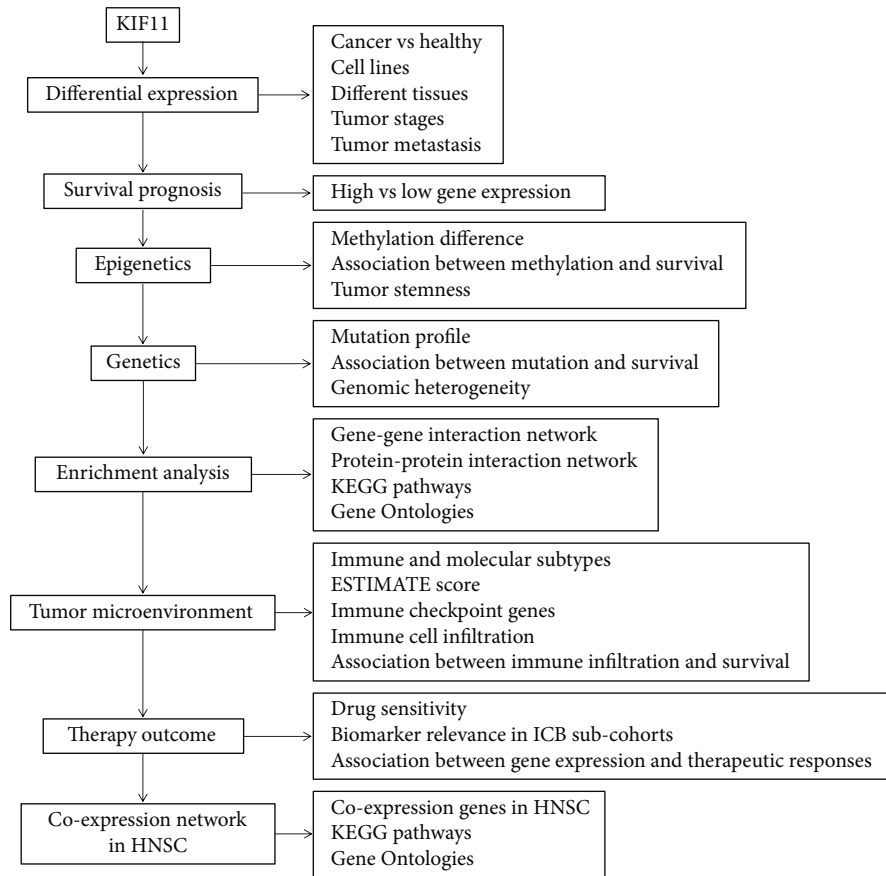 KIF11
Differential expression
Cancer vs healthy
Cell lines
Different tissues
Tumor stages
Tumor metastasis
Survival prognosis
High vs low gene expression
Epigenetics
Methylation difference
Association between methylation and survival
Tumor stemness
Genetics
Mutation profile
Association between mutation and survival
Genomic heterogeneity
Enrichment analysis
Gene-gene interaction network
Protein-protein interaction network
KEGG pathways
Gene Ontologies
Tumor microenvironment
Immune and molecular subtypes
ESTIMATE score
Immune checkpoint genes
Immune cell infiltration
Association between immune infiltration and survival
Therapy outcome
Drug sensitivity
Biomarker relevance in ICB sub-cohorts
Association between gene expression and therapeutic responses
Co-expression network
in HNSC
Co-expression genes in HNSC
KEGG pathways
Gene Ontologies